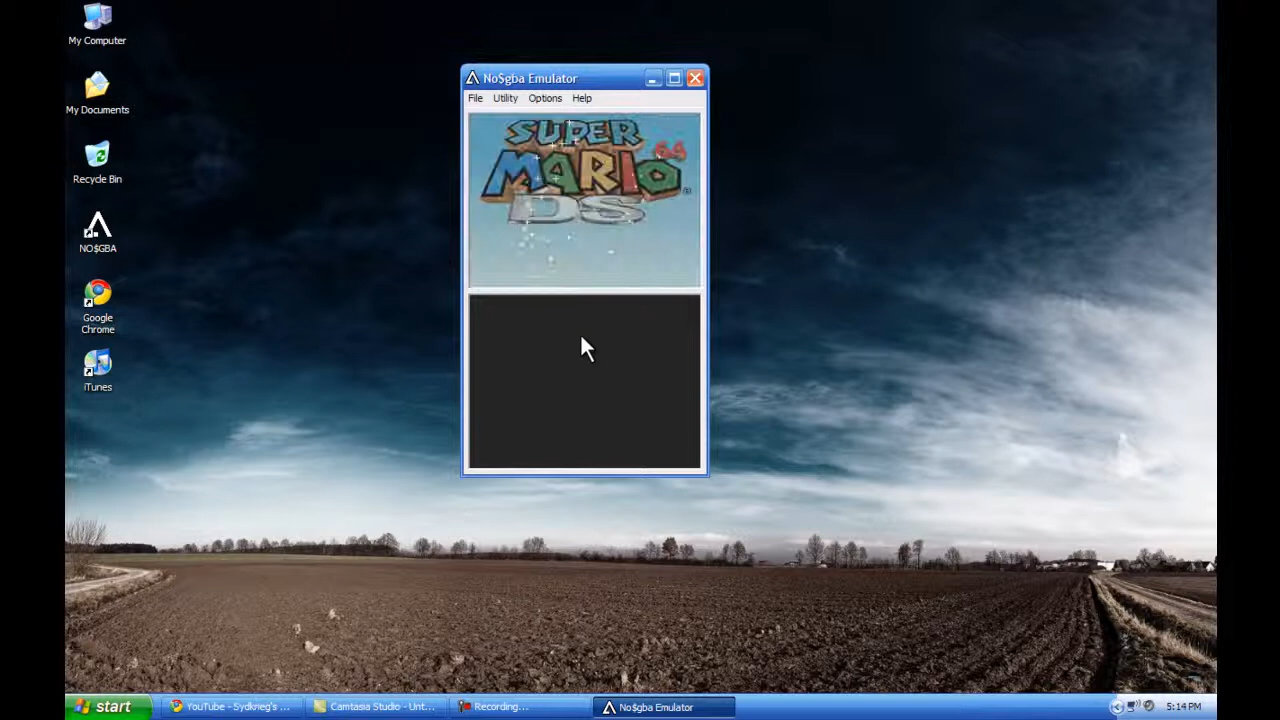 My Computer
My Documents
Recycle Bin
NO$GBA
Google
Chrome
iTunes
No$gba Emulator
File Utility Options Help
SUPER
MARIO 64
DS
start
YouTube - Sydkrieg's ...
Camtasia Studio - Unt...
Recording...
No$gba Emulator
5:14 PM